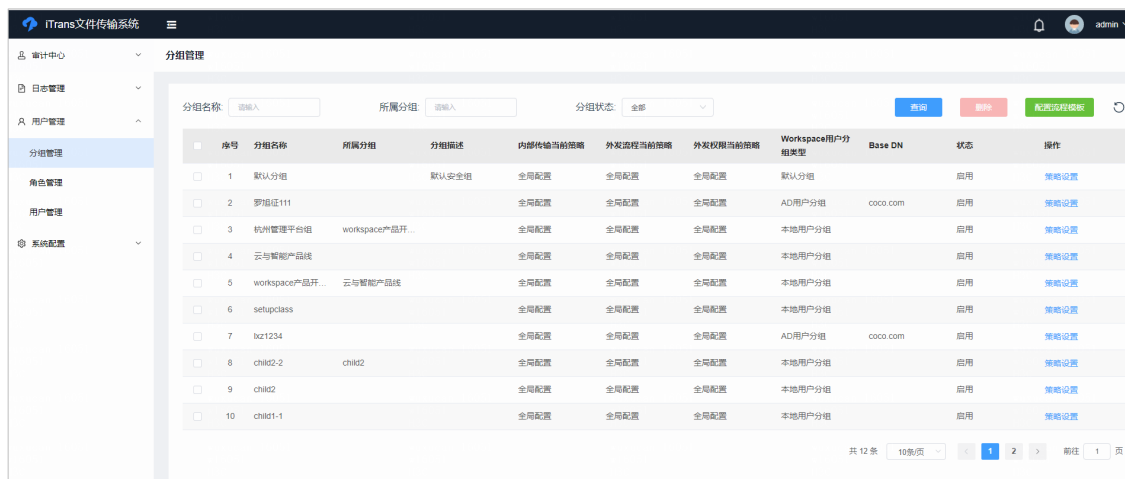 iTrans文件传输系统
admin
审计中心
分组管理
日志管理
分组名称: 请输入 所属分组: 请输入 分组状态: 全部 查询 删除 配置流程模板
用户管理
分组管理
角色管理
用户管理
系统配置
序号 分组名称 所属分组 分组描述 内部传输当前策略 外发流程当前策略 外发权限当前策略 Workspace用户分组类型 Base DN 状态 操作
1 默认分组 默认安全组 全局配置 全局配置 全局配置 默认分组 启用 策略设置
2 罗旭征111 全局配置 全局配置 全局配置 AD用户分组 coco.com 启用 策略设置
3 杭州管理平台组 workspace产品开... 全局配置 全局配置 全局配置 本地用户分组 启用 策略设置
4 云与智能产品线 全局配置 全局配置 全局配置 本地用户分组 启用 策略设置
5 workspace产品开... 云与智能产品线 全局配置 全局配置 全局配置 本地用户分组 启用 策略设置
6 setupclass 全局配置 全局配置 全局配置 本地用户分组 启用 策略设置
7 lxz1234 全局配置 全局配置 全局配置 AD用户分组 coco.com 启用 策略设置
8 child2-2 child2 全局配置 全局配置 全局配置 本地用户分组 启用 策略设置
9 child2 全局配置 全局配置 全局配置 本地用户分组 启用 策略设置
10 child1-1 全局配置 全局配置 全局配置 本地用户分组 启用 策略设置
共 12 条 10条/页 1 2 前往 1 页